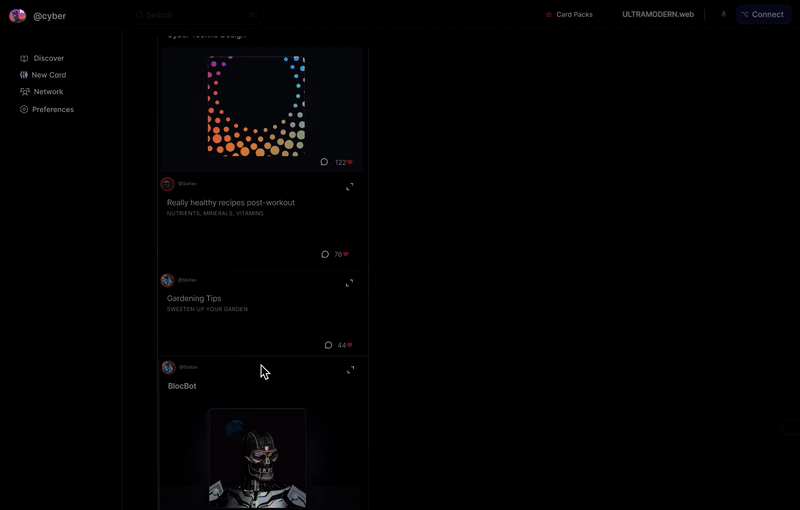 @cyber
Search
Card Packs
ULTRAMODERN.web
Connect
Discover
New Card
Network
Preferences
122
@Stefan
Really healthy recipes post-workout
NUTRIENTS, MINERALS, VITAMINS
76
@Stefan
Gardening Tips
SWEETEN UP YOUR GARDEN
44
@Stefan
BlocBot